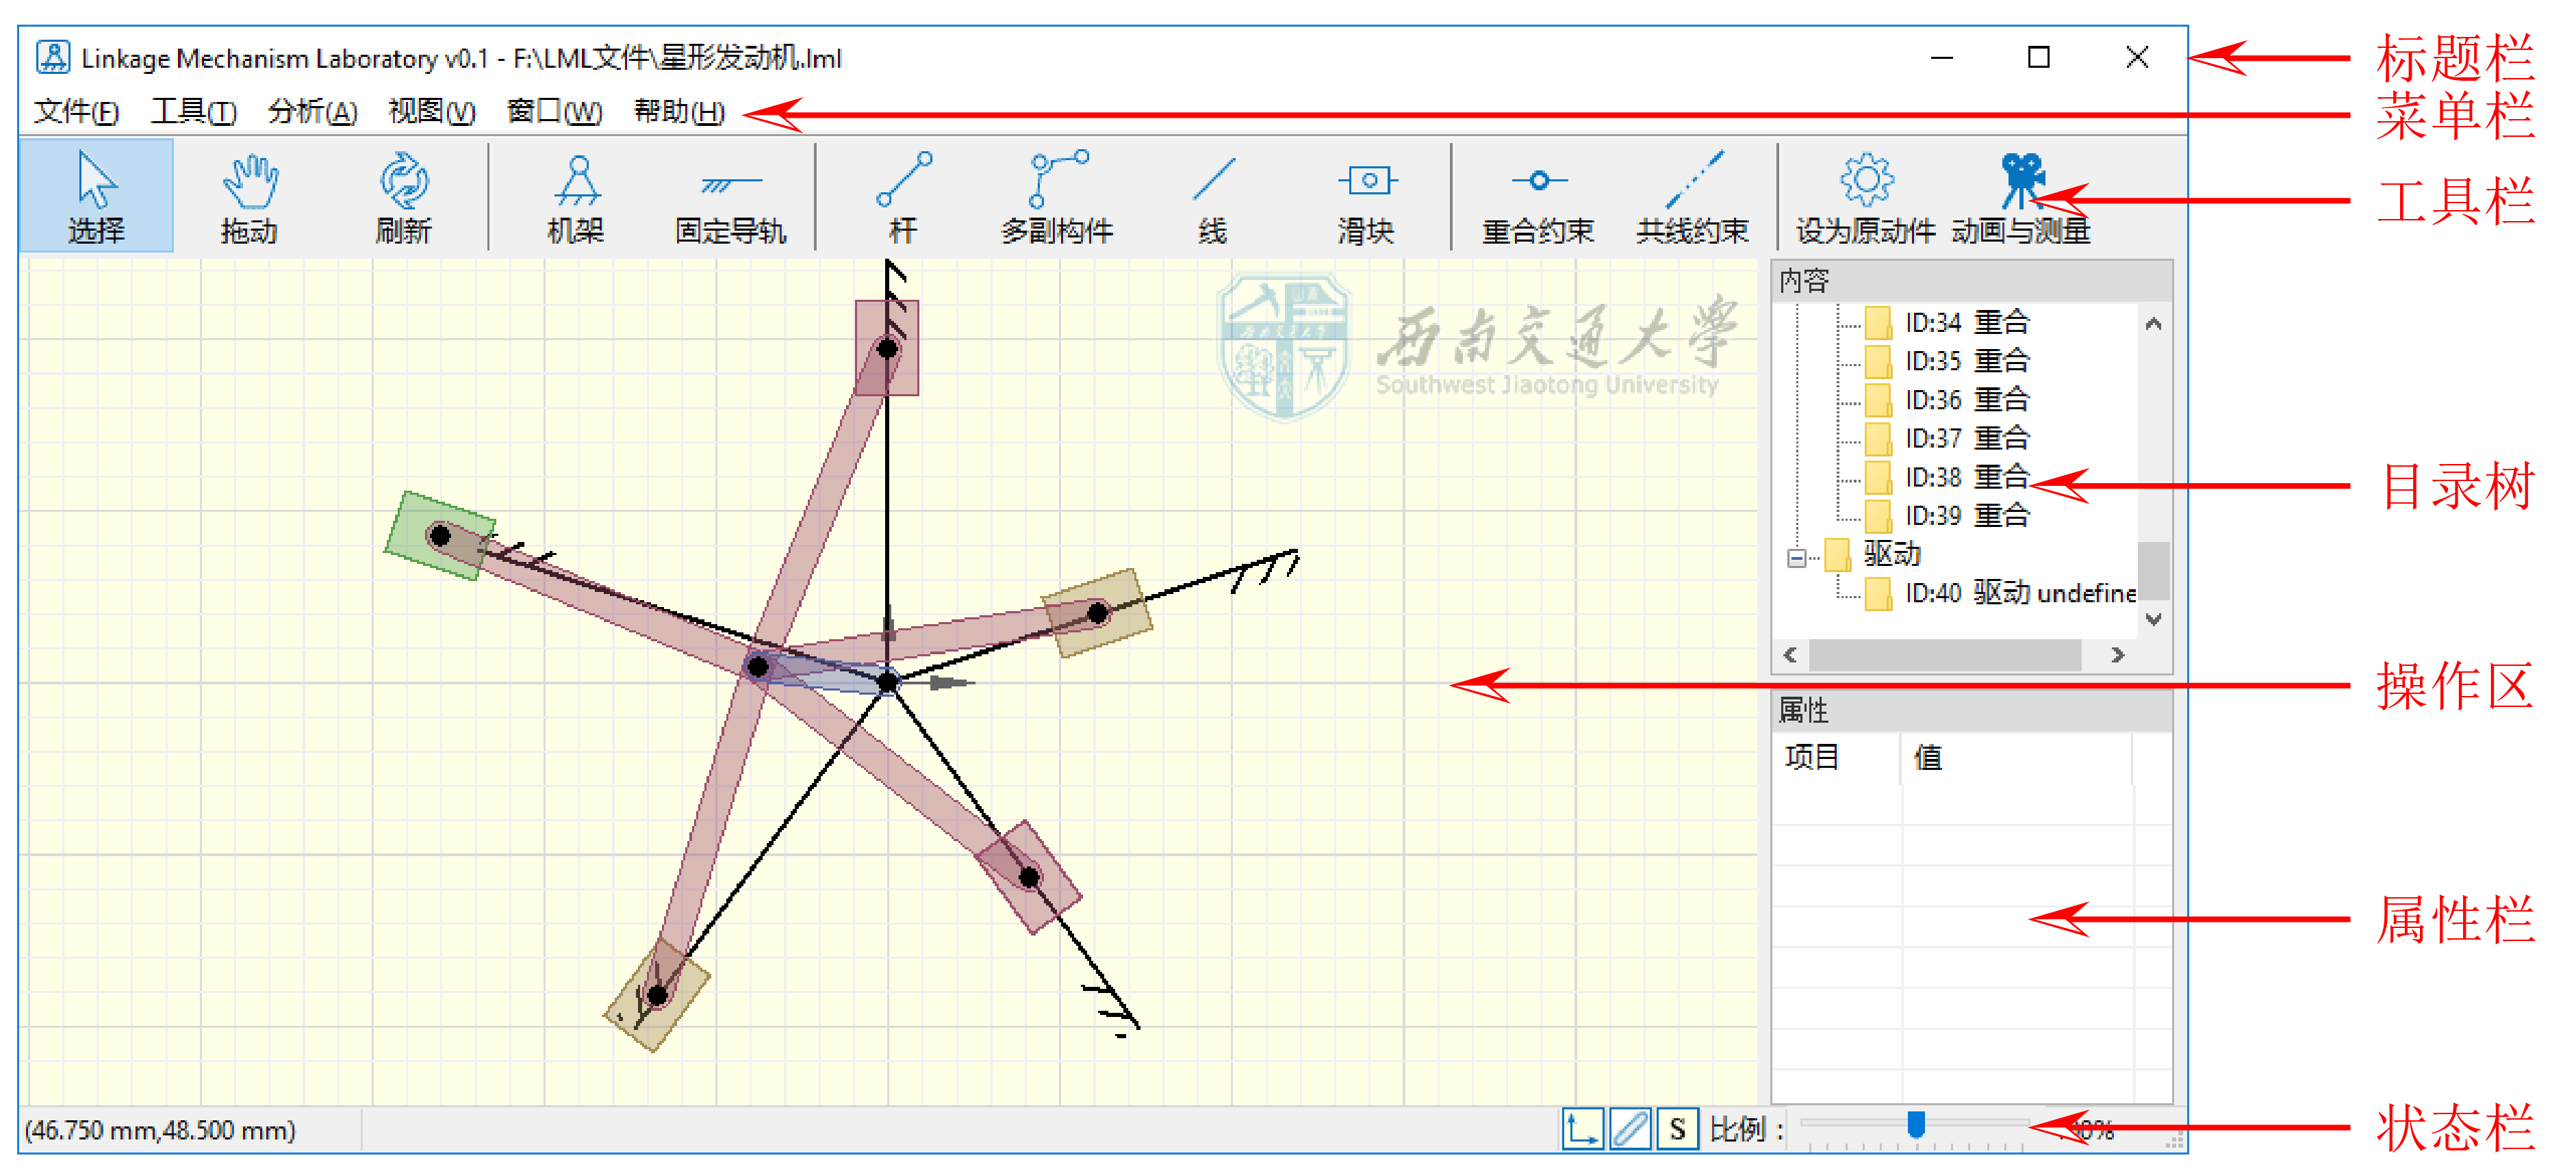 Linkage Mechanism Laboratory v0.1 - F:\LML文件\星形发动机.lml
标题栏
文件(F) 工具(T) 分析(A) 视图(V) 窗口(W) 帮助(H)
菜单栏
选择 拖动 刷新 机架 固定导轨 杆 多副构件 线 滑块 重合约束 共线约束 设为原动件 动画与测量
工具栏
西南交通大学
Southwest Jiaotong University
内容
ID:34 重合
ID:35 重合
ID:36 重合
ID:37 重合
ID:38 重合
ID:39 重合
驱动
ID:40 驱动 undefine
目录树
操作区
属性
项目 值
属性栏
(46.750 mm,48.500 mm)
S 比例:
状态栏